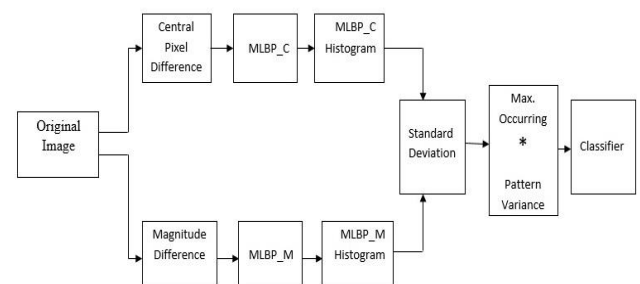 Central
Pixel
Difference
MLBP_C
MLBP_C
Histogram
Original
Image
Standard
Deviation
Max.
Occurring
*
Pattern
Variance
Classifier
Magnitude
Difference
MLBP_M
MLBP_M
Histogram